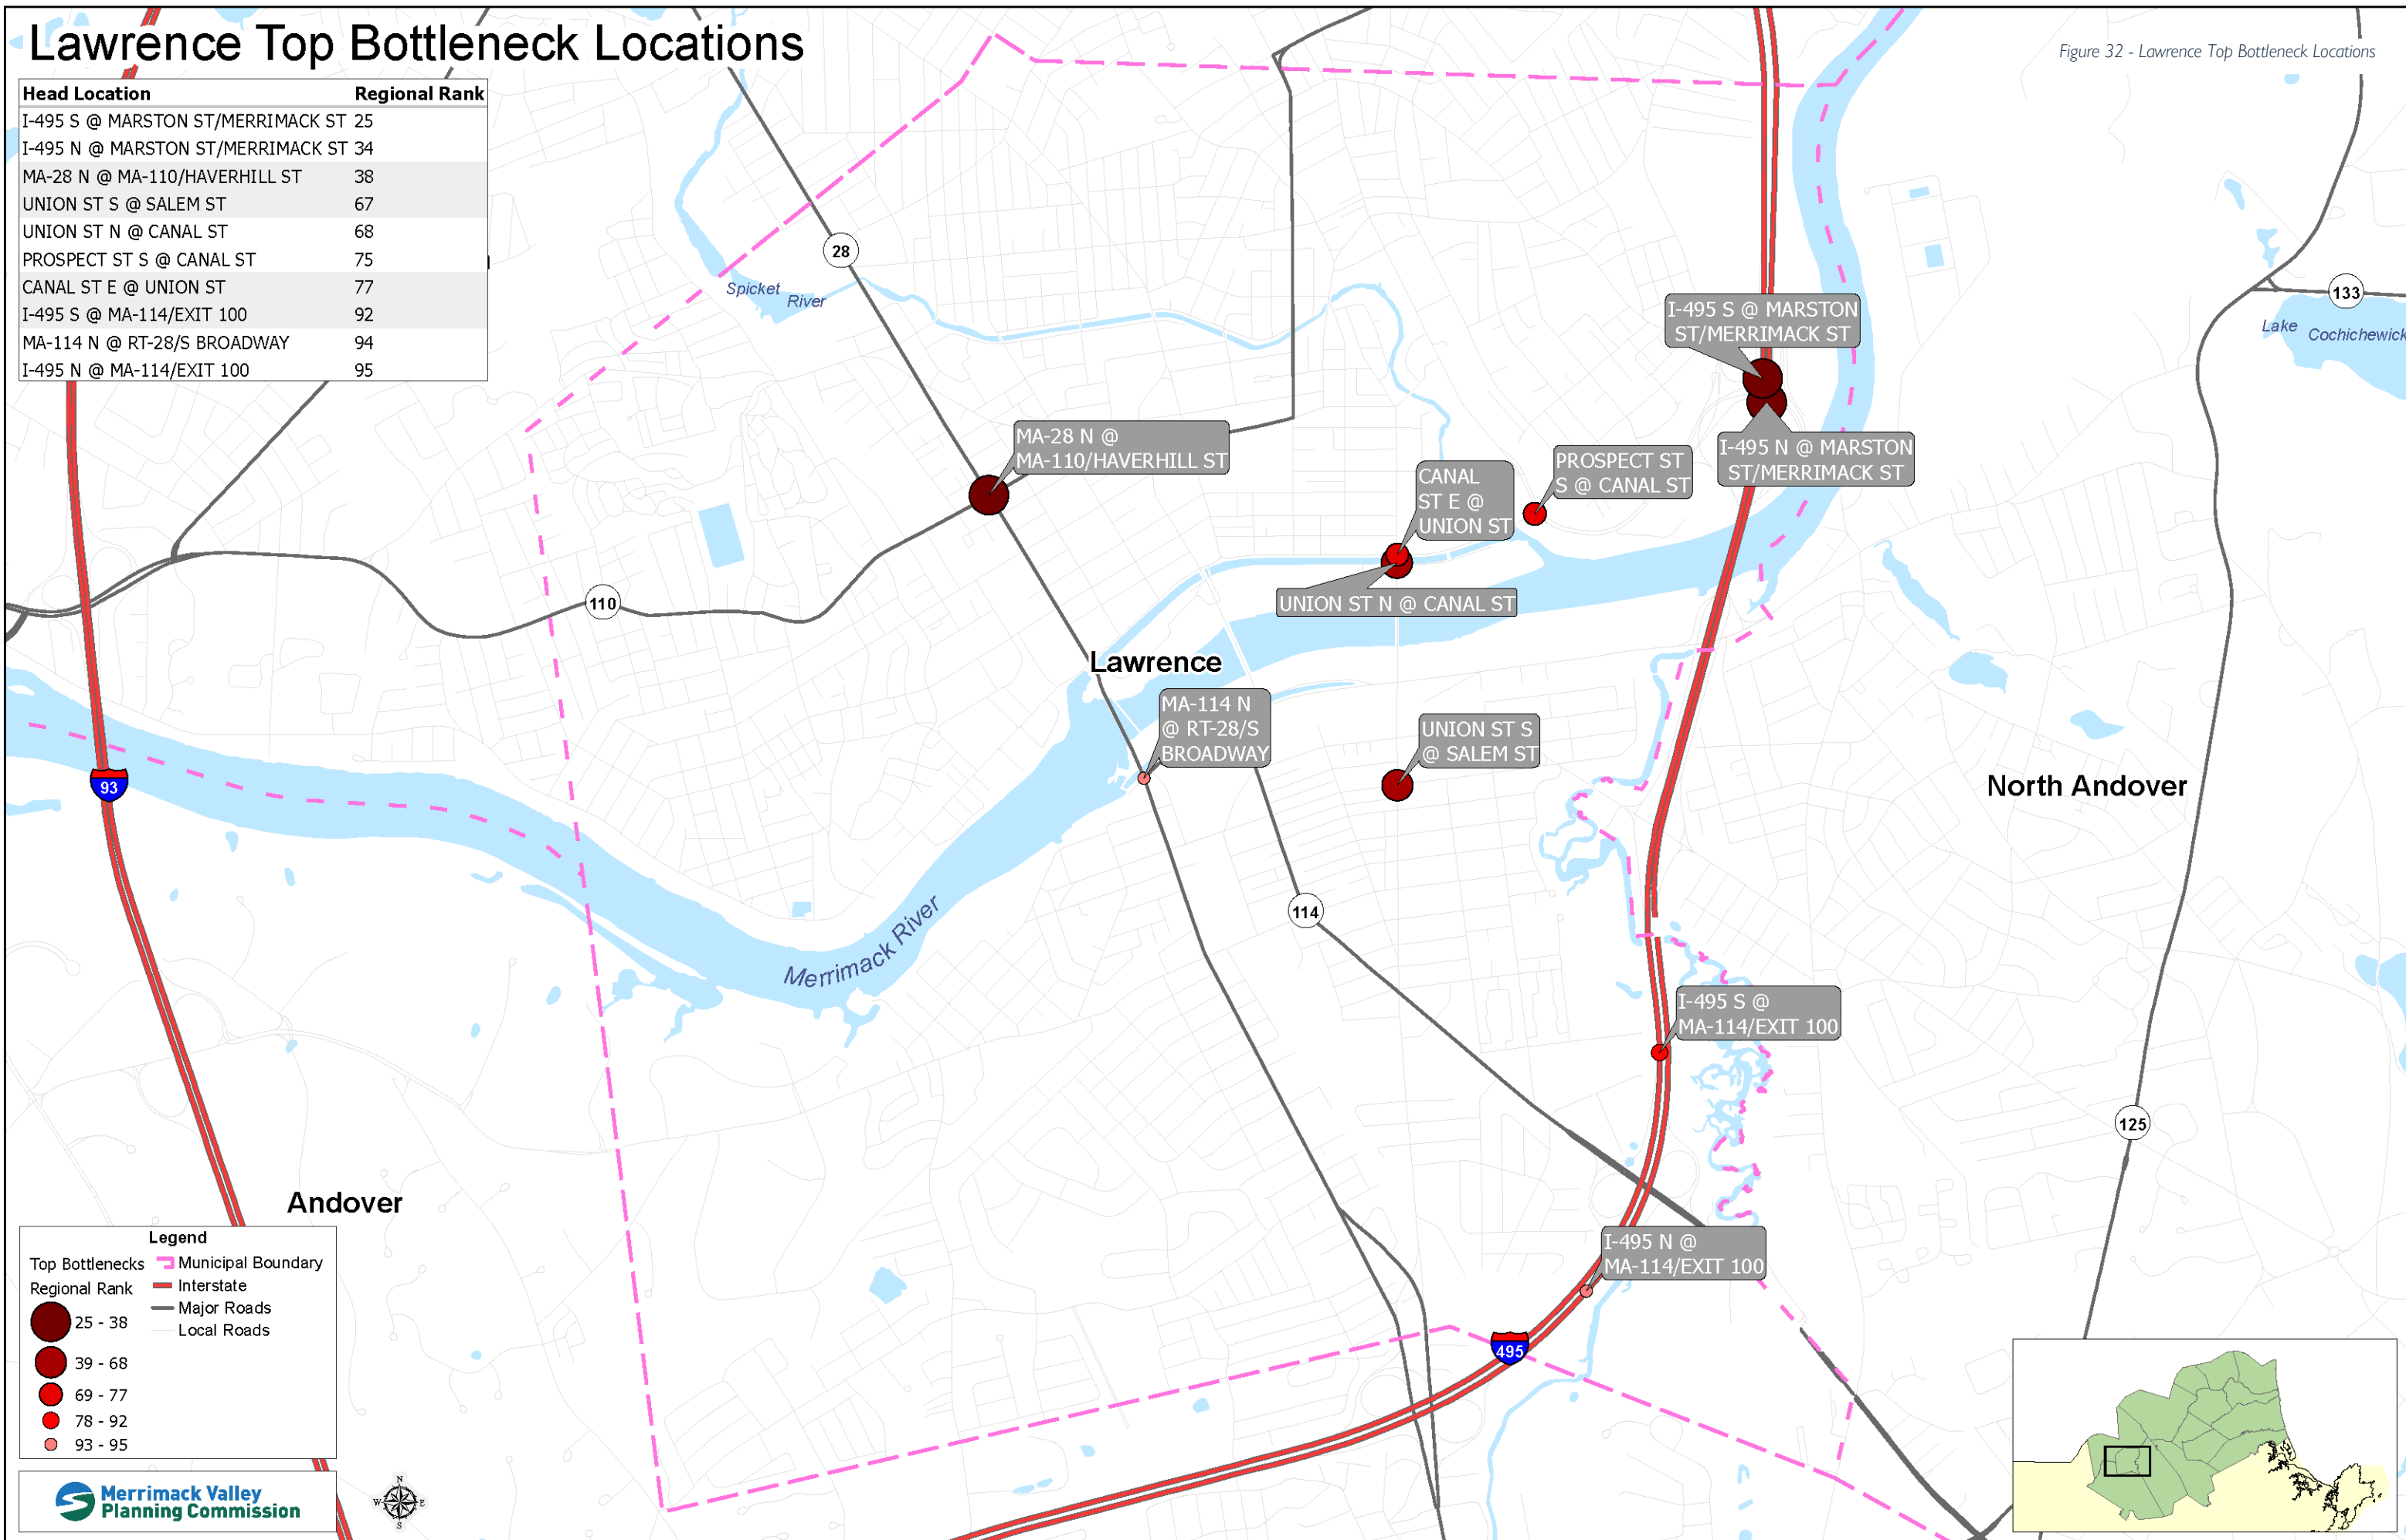 Lawrence Top Bottleneck Locations
Figure 32 - Lawrence Top Bottleneck Locations
Head Location Regional Rank
I-495 S @ MARSTON ST/MERRIMACK ST 25
I-495 N @ MARSTON ST/MERRIMACK ST 34
MA-28 N @ MA-110/HAVERHILL ST 38
UNION ST S @ SALEM ST 67
UNION ST N @ CANAL ST 68
PROSPECT ST S @ CANAL ST 75
CANAL ST E @ UNION ST 77
I-495 S @ MA-114/EXIT 100 92
MA-114 N @ RT-28/S BROADWAY 94
I-495 N @ MA-114/EXIT 100 95
28
Spicket River
133
Lake Cochichewick
I-495 S @ MARSTON
ST/MERRIMACK ST
MA-28 N @
MA-110/HAVERHILL ST
I-495 N @ MARSTON
ST/MERRIMACK ST
PROSPECT ST
S @ CANAL ST
CANAL
ST E @
UNION ST
UNION ST N @ CANAL ST
110
Lawrence
MA-114 N
@ RT-28/S
BROADWAY
UNION ST S
@ SALEM ST
93
North Andover
Merrimack River
114
I-495 S @
MA-114/EXIT 100
125
Andover
I-495 N @
MA-114/EXIT 100
495
Legend
Top Bottlenecks
Regional Rank
25 - 38
39 - 68
69 - 77
78 - 92
93 - 95
Municipal Boundary
Interstate
Major Roads
Local Roads
Merrimack Valley
Planning Commission
N
W E
S